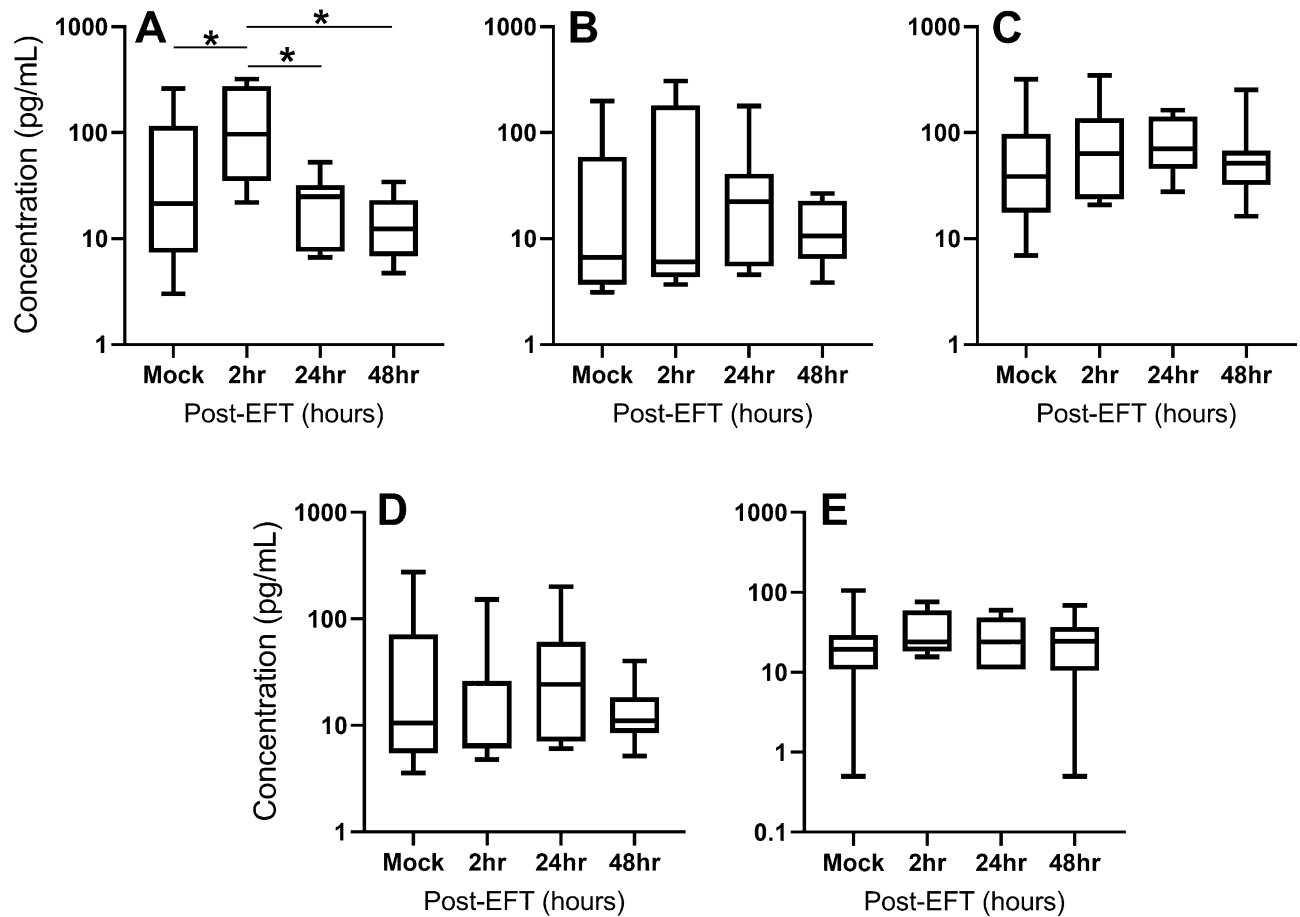 A
B
C
* * *
Concentration (pg/mL)
1000
100
10
1
Mock 2hr 24hr 48hr
Post-EFT (hours)
1000
100
10
1
Mock 2hr 24hr 48hr
Post-EFT (hours)
1000
100
10
1
Mock 2hr 24hr 48hr
Post-EFT (hours)
D
Concentration (pg/mL)
1000
100
10
1
Mock 2hr 24hr 48hr
Post-EFT (hours)
E
1000
100
10
1
0.1
Mock 2hr 24hr 48hr
Post-EFT (hours)